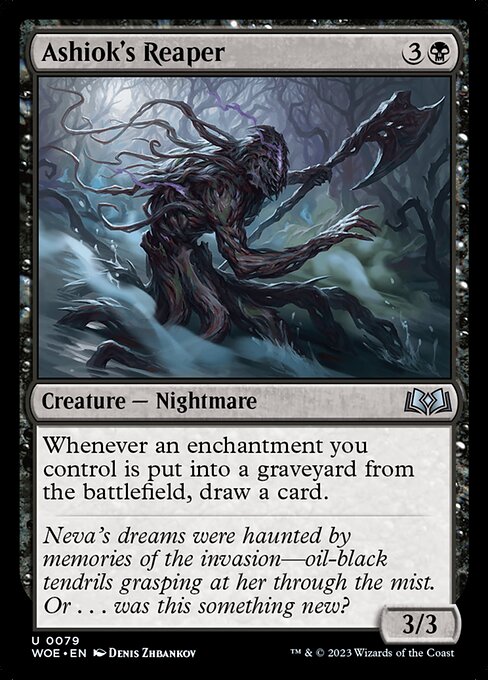 Ashiok's Reaper 3
Creature — Nightmare
Whenever an enchantment you
control is put into a graveyard from
the battlefield, draw a card.
Neva's dreams were haunted by
memories of the invasion—oil-black
tendrils grasping at her through the mist.
Or . . . was this something new?
3/3
U 0079
WOE • EN Denis Zhbankov
™ & © 2023 Wizards of the Coast